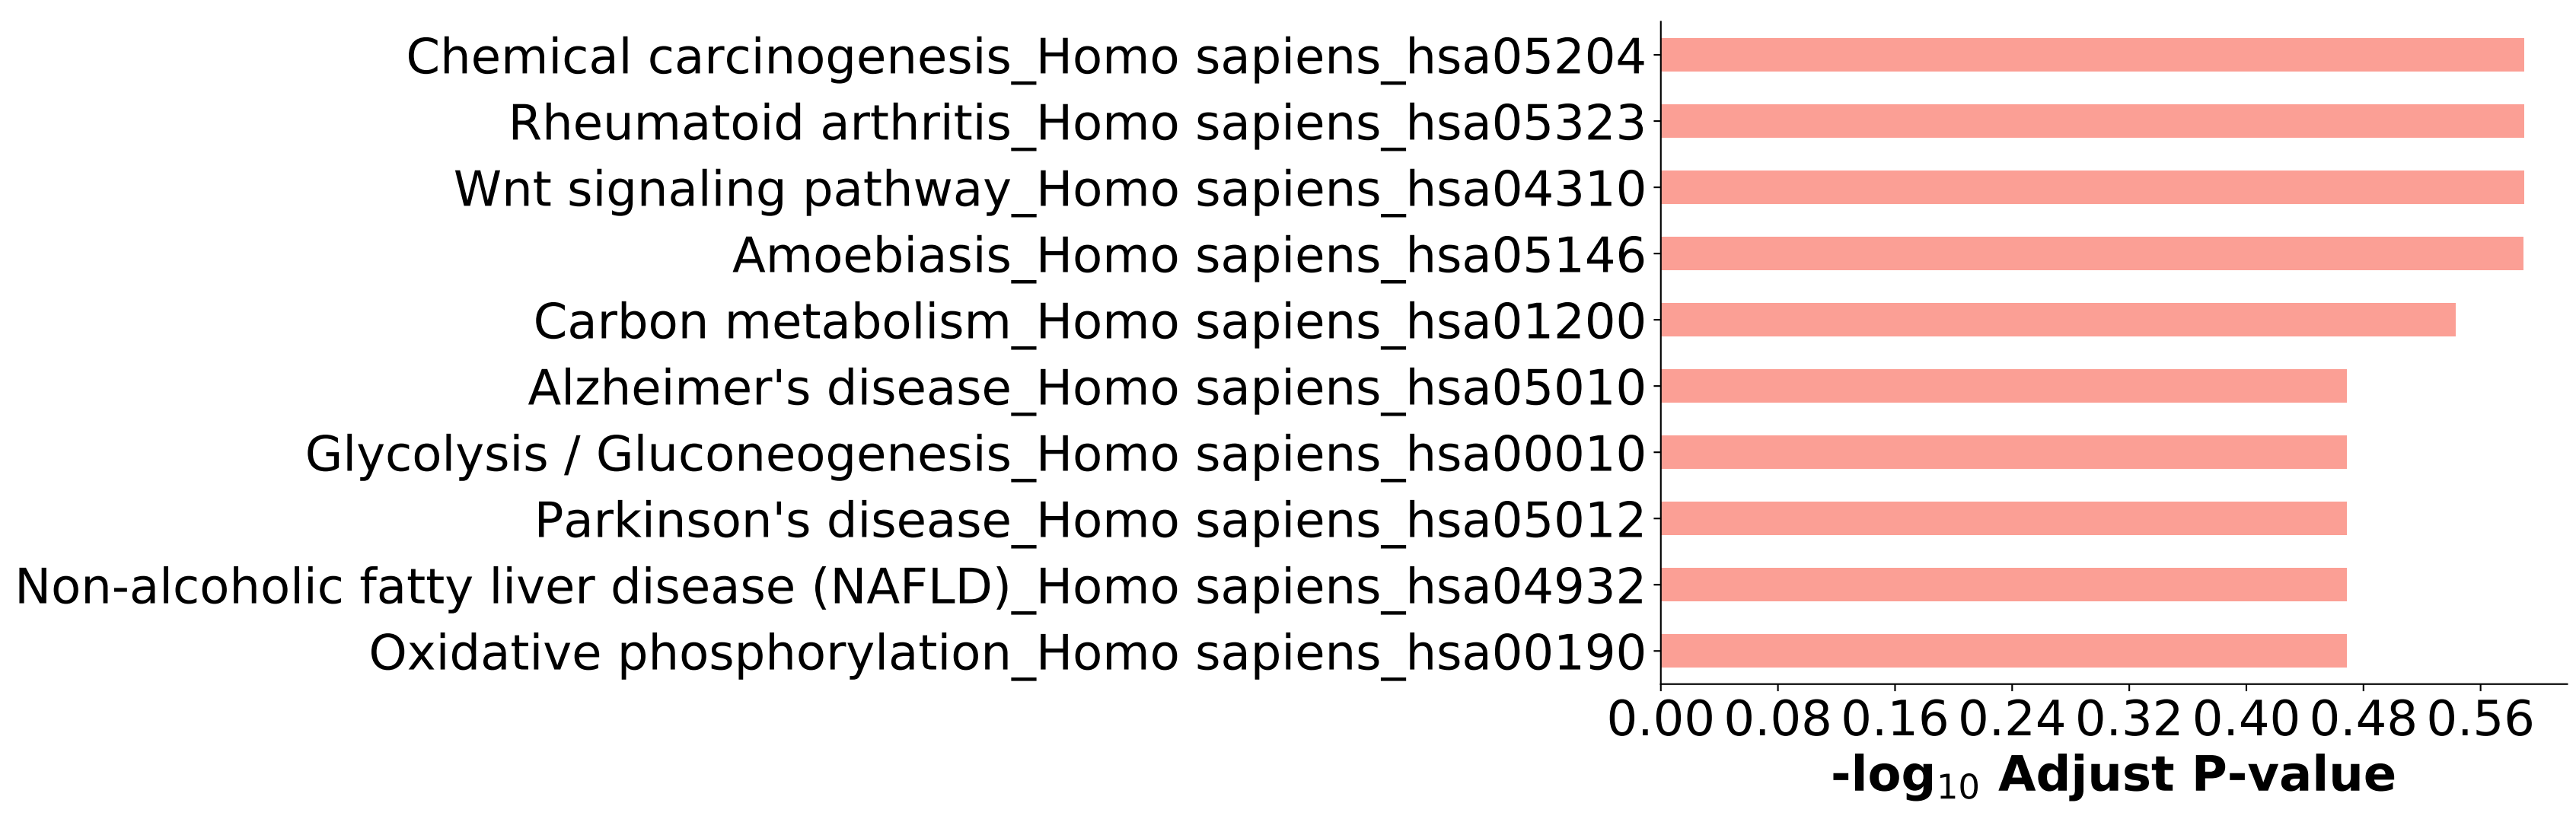 Chemical carcinogenesis_Homo sapiens_hsa05204
Rheumatoid arthritis_Homo sapiens_hsa05323
Wnt signaling pathway_Homo sapiens_hsa04310
Amoebiasis_Homo sapiens_hsa05146
Carbon metabolism_Homo sapiens_hsa01200
Alzheimer's disease_Homo sapiens_hsa05010
Glycolysis / Gluconeogenesis_Homo sapiens_hsa00010
Parkinson's disease_Homo sapiens_hsa05012
Non-alcoholic fatty liver disease (NAFLD)_Homo sapiens_hsa04932
Oxidative phosphorylation_Homo sapiens_hsa00190
0.00 0.08 0.16 0.24 0.32 0.40 0.48 0.56
-log₁₀ Adjust P-value